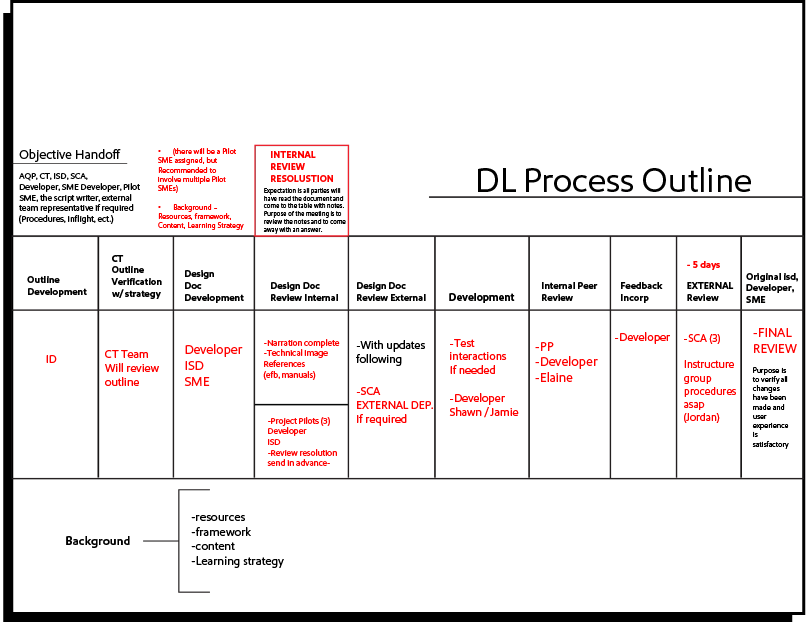 Objective Handoff
AQP, CT, ISD, SCA,
Developer, SME Developer, Pilot
SME, the script writer, external
team representative if required
(Procedures, inflight, ect.)
• (there will be a Pilot
SME assigned, but
Recommended to
involve multiple Pilot
SMEs)
• Background –
Resources, framework,
Content, Learning Strategy
INTERNAL
REVIEW
RESOLUSTION
Expectation is all parties will
have read the document and
come to the table with notes.
Purpose of the meeting is to
review the notes and to come
away with an answer.
DL Process Outline
Outline
Development
CT
Outline
Verification
w/ strategy
Design
Doc
Development
Design Doc
Review Internal
Design Doc
Review External
Development
Internal Peer
Review
Feedback
Incorp
- 5 days
EXTERNAL
Review
Original isd,
Developer,
SME
ID
CT Team
Will review
outline
Developer
ISD
SME
-Narration complete
-Technical Image
References
(efb, manuals)
-Project Pilots (3)
Developer
ISD
-Review resolution
send in advance-
-With updates
following
-SCA
EXTERNAL DEP.
If required
-Test
interactions
If needed
-Developer
Shawn / Jamie
-PP
-Developer
-Elaine
-Developer
-SCA (3)
Instructure
group
procedures
asap
(Jordan)
-FINAL
REVIEW
Purpose is
to verify all
changes
have been
made and
user
experience
is
satisfactory
Background
-resources
-framework
-content
-Learning strategy